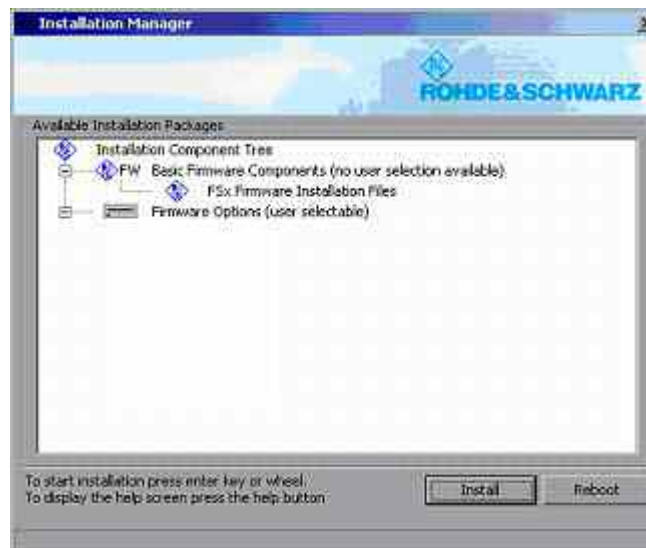 Installation Manager
ROHDE&SCHWARZ
Available Installation Packages
Installation Component Tree
FW Basic Firmware Components (no user selection available)
FSx Firmware Installation Files
Firmware Options (user selectable)
To start installation press enter key or wheel.
To display the help screen press the help button
Install
Reboot